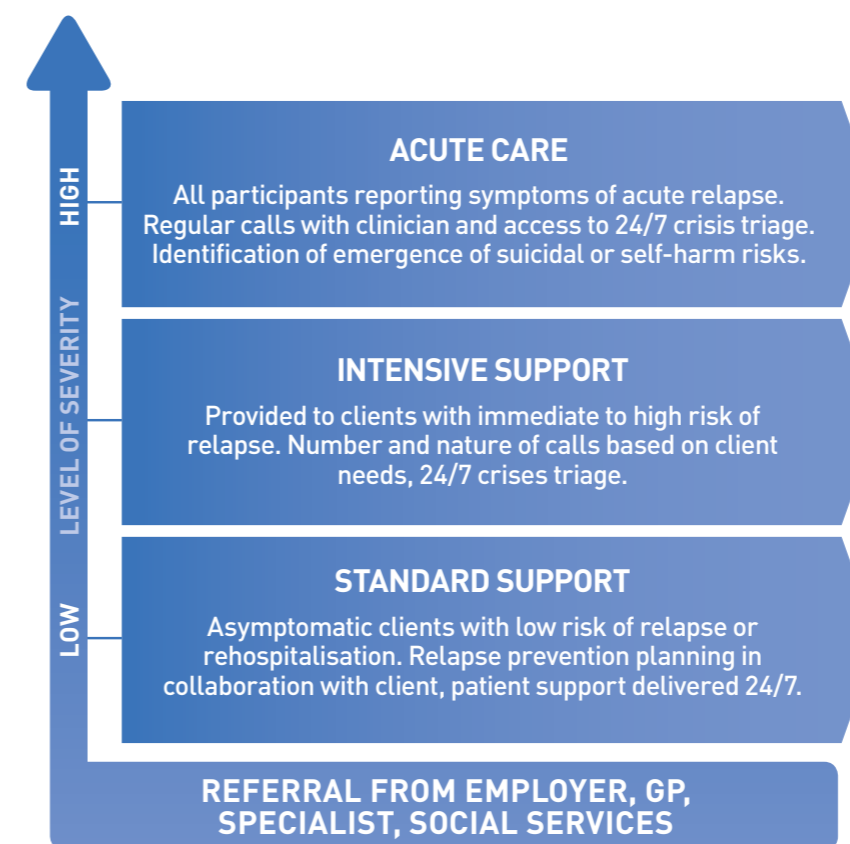 ACUTE CARE
All participants reporting symptoms of acute relapse.
Regular calls with clinician and access to 24/7 crisis triage.
Identification of emergence of suicidal or self-harm risks.
INTENSIVE SUPPORT
Provided to clients with immediate to high risk of
relapse. Number and nature of calls based on client
needs, 24/7 crises triage.
STANDARD SUPPORT
Asymptomatic clients with low risk of relapse or
rehospitalisation. Relapse prevention planning in
collaboration with client, patient support delivered 24/7.
HIGH
LEVEL OF SEVERITY
LOW
REFERRAL FROM EMPLOYER, GP,
SPECIALIST, SOCIAL SERVICES